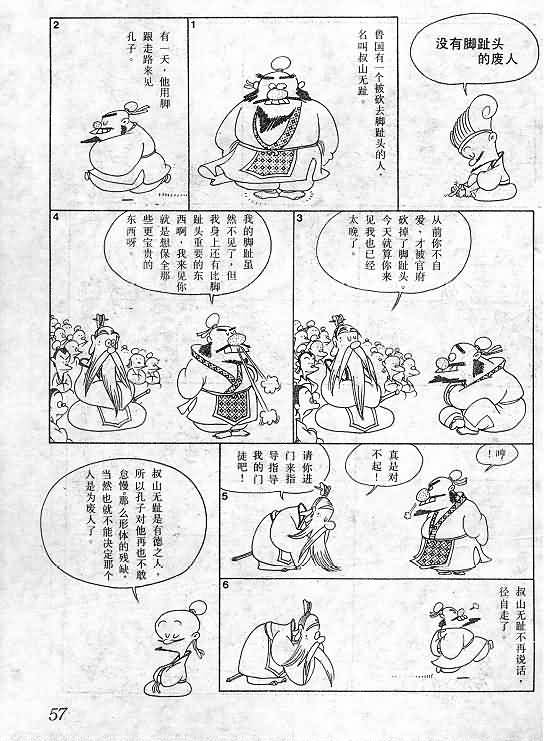 没有脚趾头
的废人
1
鲁国有一个被砍去脚趾头的人，
名叫叔山无趾。
2
有一天，他用脚
跟走路来见
孔子。
3
从前你不自
爱，才被官府
砍掉了脚趾头。
今天就算你来
见我也已经
太晚了。
4
我的脚趾虽
然不见了，但
我身上还有比脚
趾头重要的东
西啊，我来见你
就是想保全那
些更宝贵的
东西呀
哼！
真是对
不起！
5
请你进
门来指
导指导
我的门
徒吧！
6
叔山无趾不再说话，
径自走了。
叔山无趾是有德之人，
所以孔子对他再也不敢
怠慢。那么形体的残缺，
当然也就不能决定那个
人是为废人了。
57